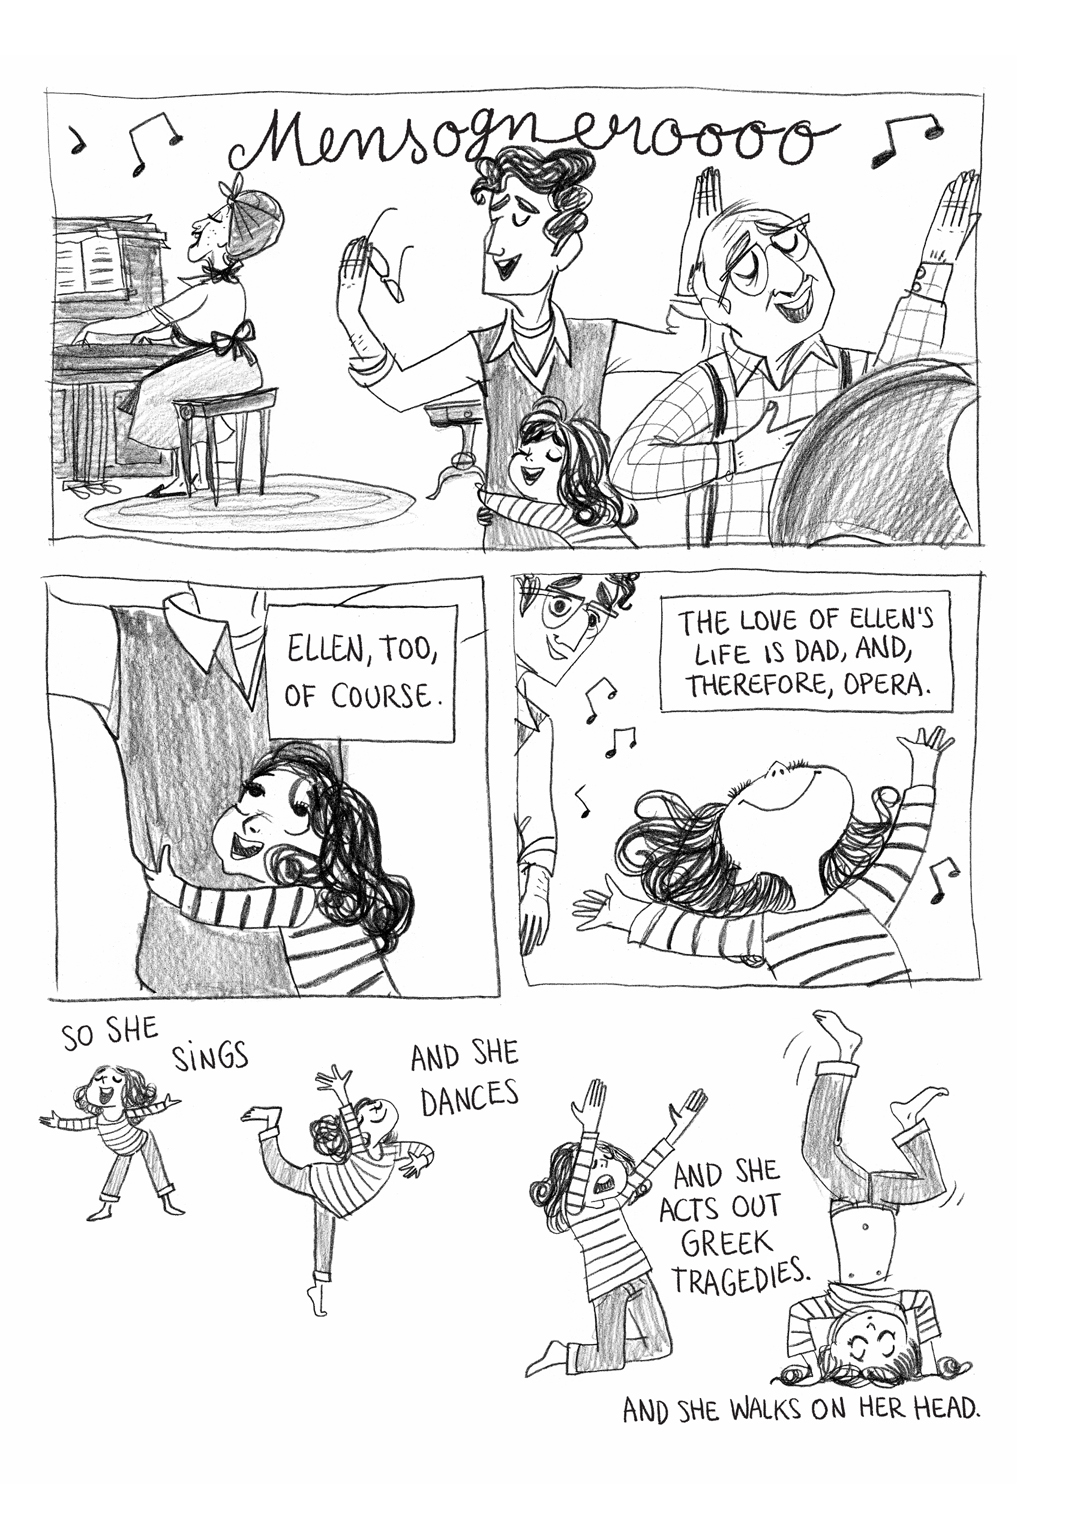 Mensogneroooo
ELLEN, TOO,
OF COURSE.
THE LOVE OF ELLEN'S
LIFE IS DAD, AND,
THEREFORE, OPERA.
SO SHE
SINGS
AND SHE
DANCES
AND SHE
ACTS OUT
GREEK
TRAGEDIES.
AND SHE WALKS ON HER HEAD.